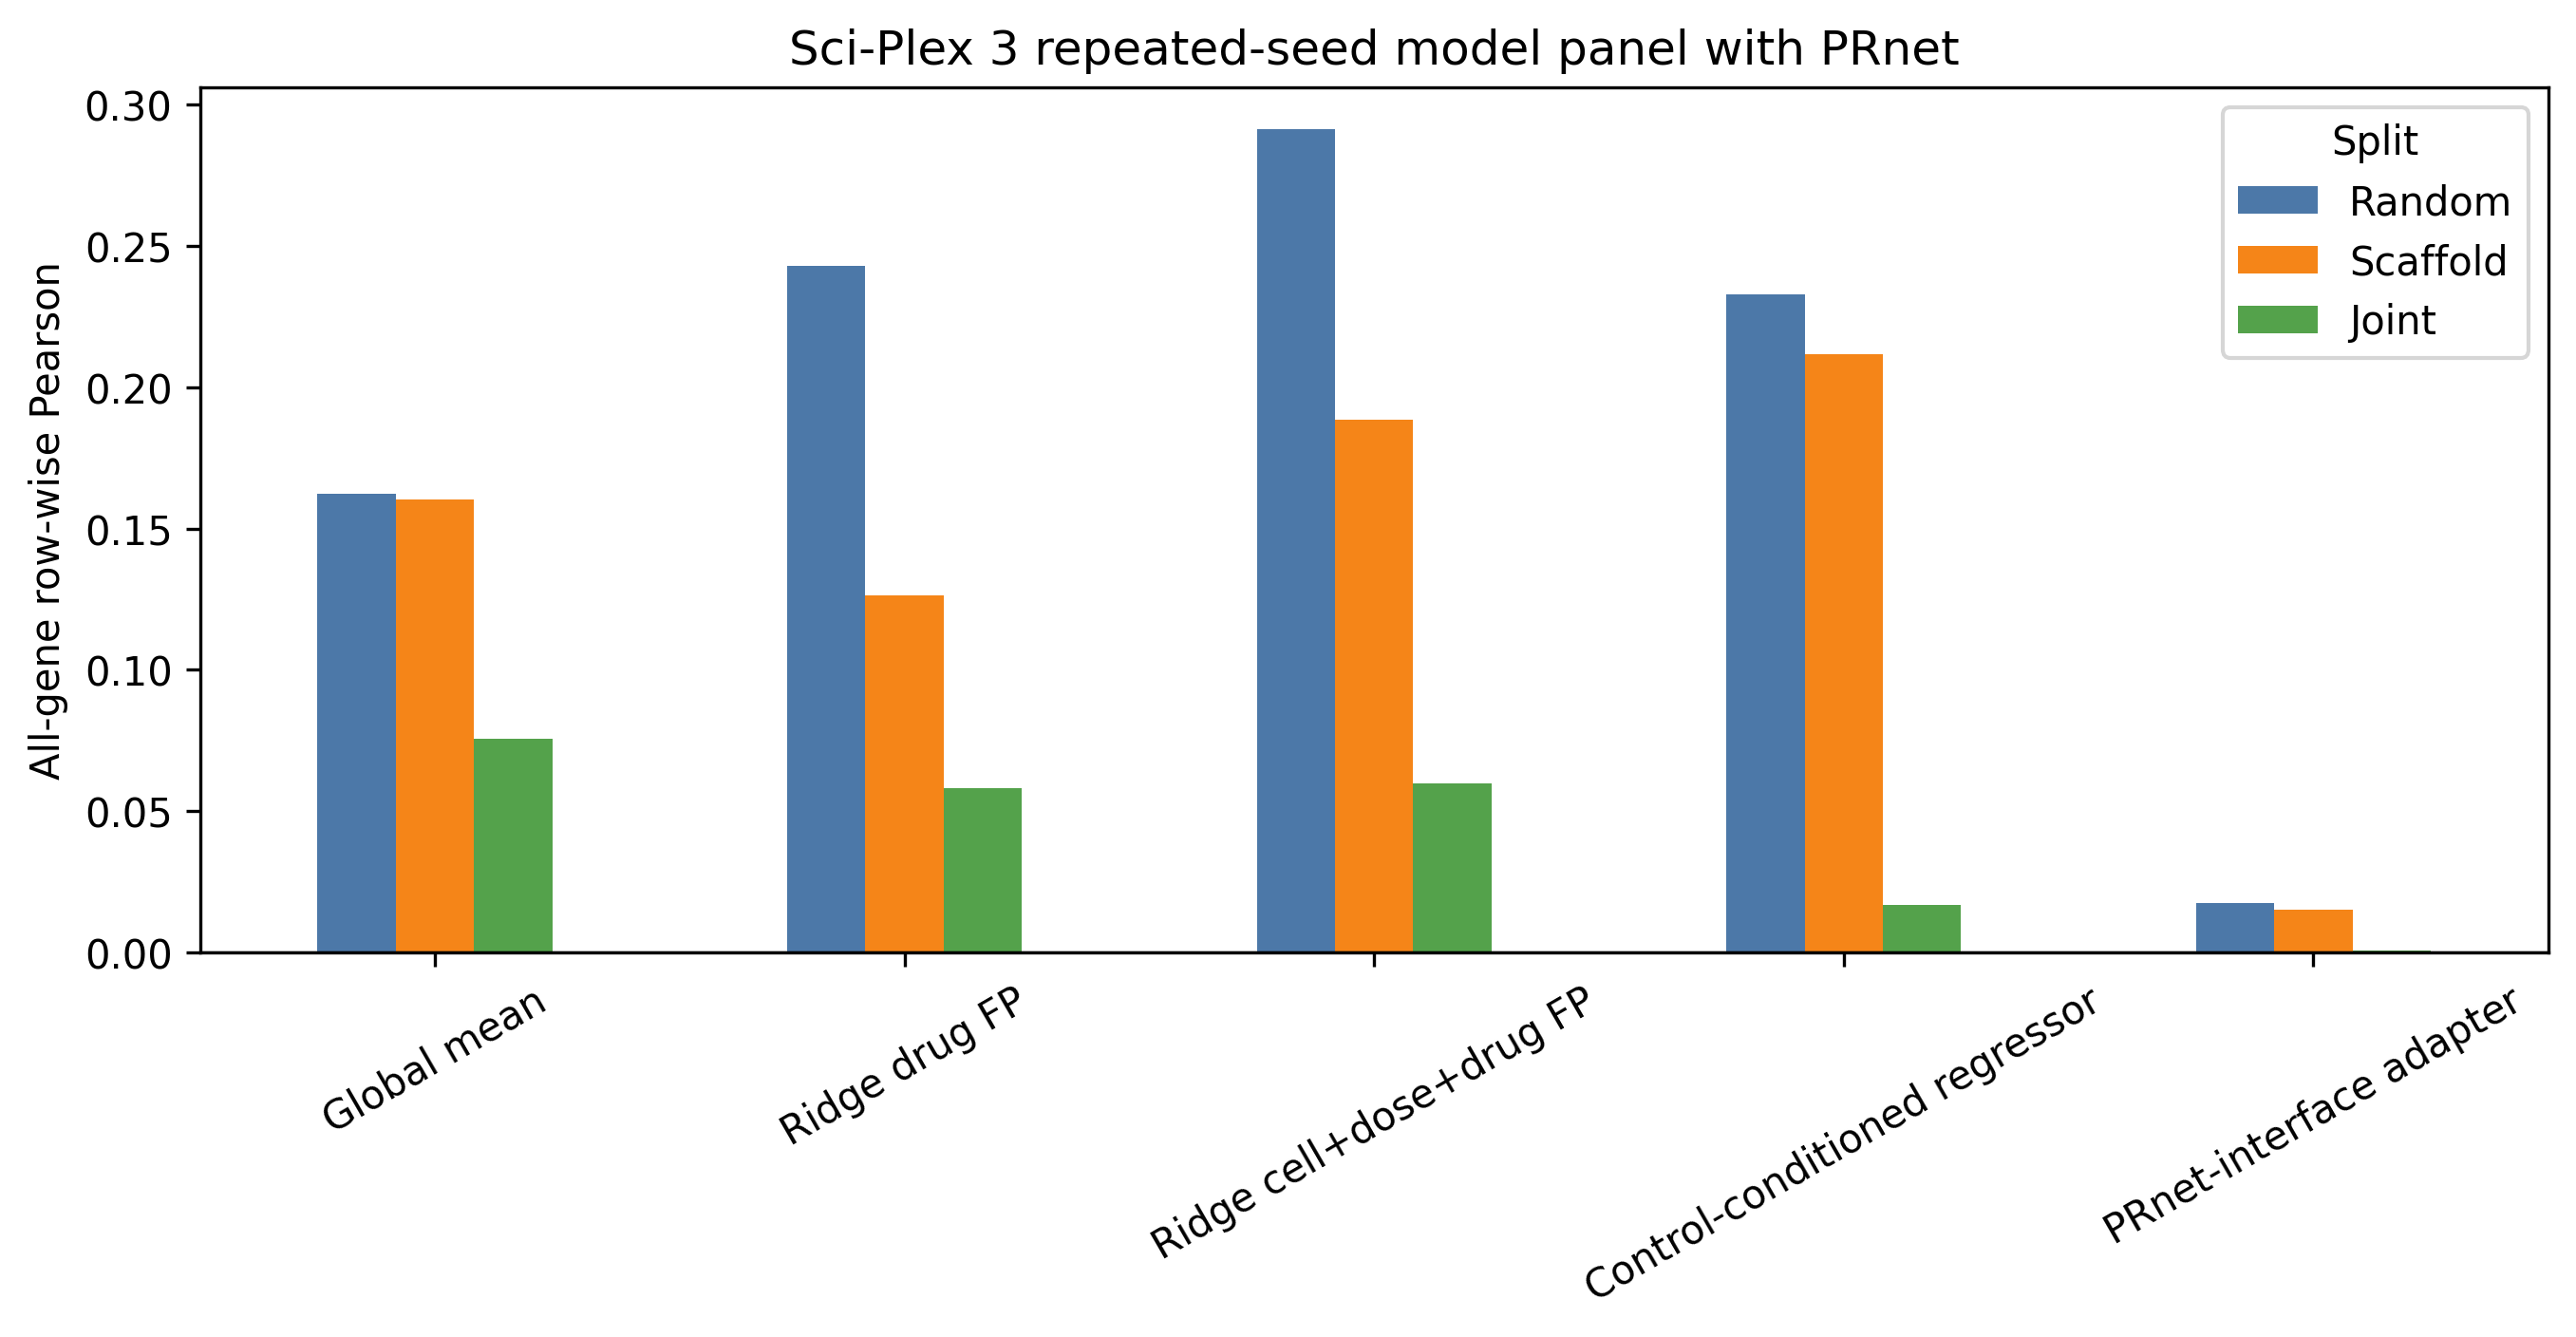 Sci-Plex 3 repeated-seed model panel with PRnet
All-gene row-wise Pearson
0.30
0.25
0.20
0.15
0.10
0.05
0.00
Split
Random
Scaffold
Joint
Global mean
Ridge drug FP
Ridge cell+dose+drug FP
Control-conditioned regressor
PRnet-interface adapter